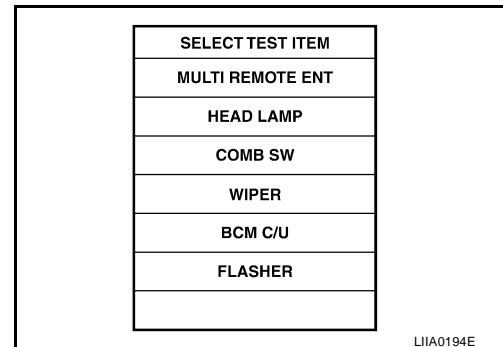 SELECT TEST ITEM
MULTI REMOTE ENT
HEAD LAMP
COMB SW
WIPER
BCM C/U
FLASHER
LIIA0194E